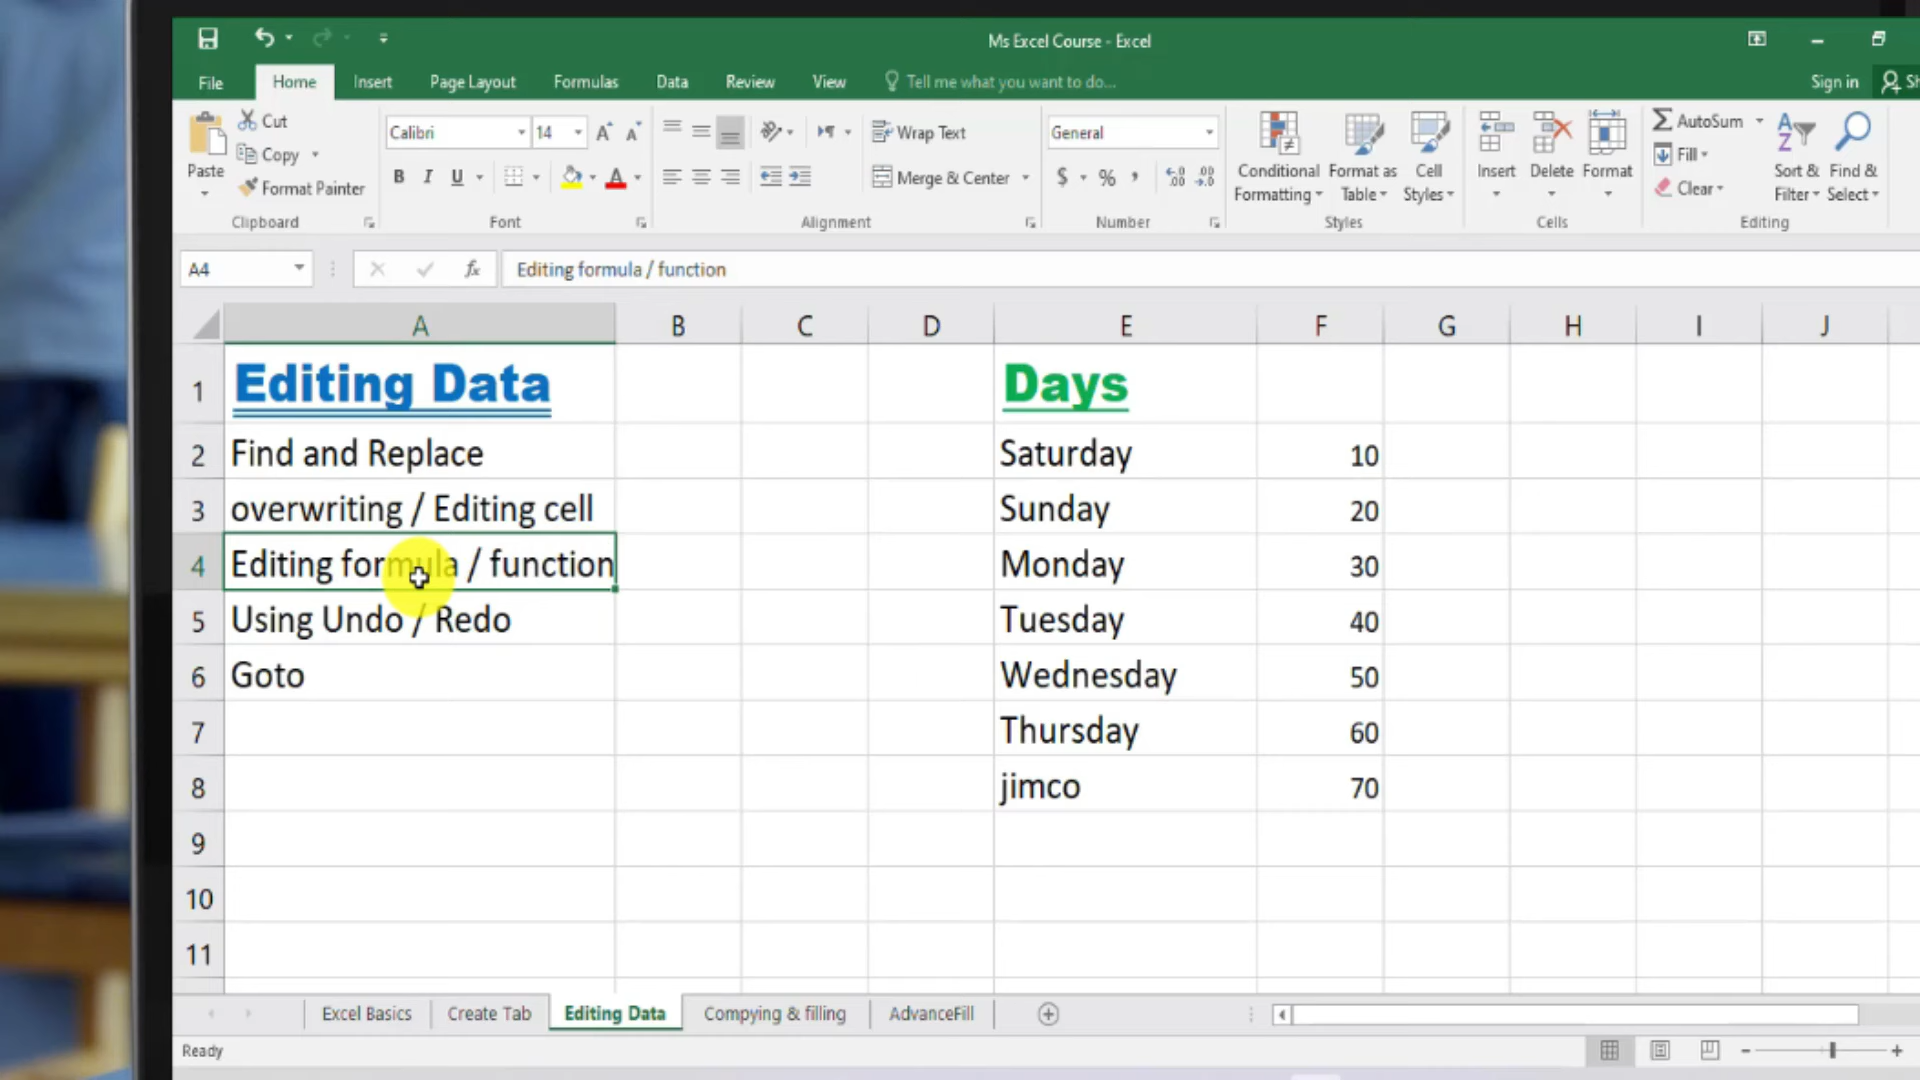 Ms Excel Course - Excel
File Home Insert Page Layout Formulas Data Review View Tell me what you want to do... Sign in Sh
Paste
Cut
Copy
Format Painter
Clipboard
Calibri 14
B I U A
Font
Wrap Text
Merge & Center
Alignment
General
$ % ,
Number
Conditional Formatting
Format as Table
Cell Styles
Styles
Insert Delete Format
Cells
AutoSum
Fill
Clear
Sort & Filter
Find & Select
Editing
A4 fx Editing formula / function
A B C D E F G H I J
1 Editing Data Days
2 Find and Replace Saturday 10
3 overwriting / Editing cell Sunday 20
4 Editing formula / function Monday 30
5 Using Undo / Redo Tuesday 40
6 Goto Wednesday 50
7 Thursday 60
8 jimco 70
9
10
11
Excel Basics Create Tab Editing Data Compying & filling AdvanceFill
Ready